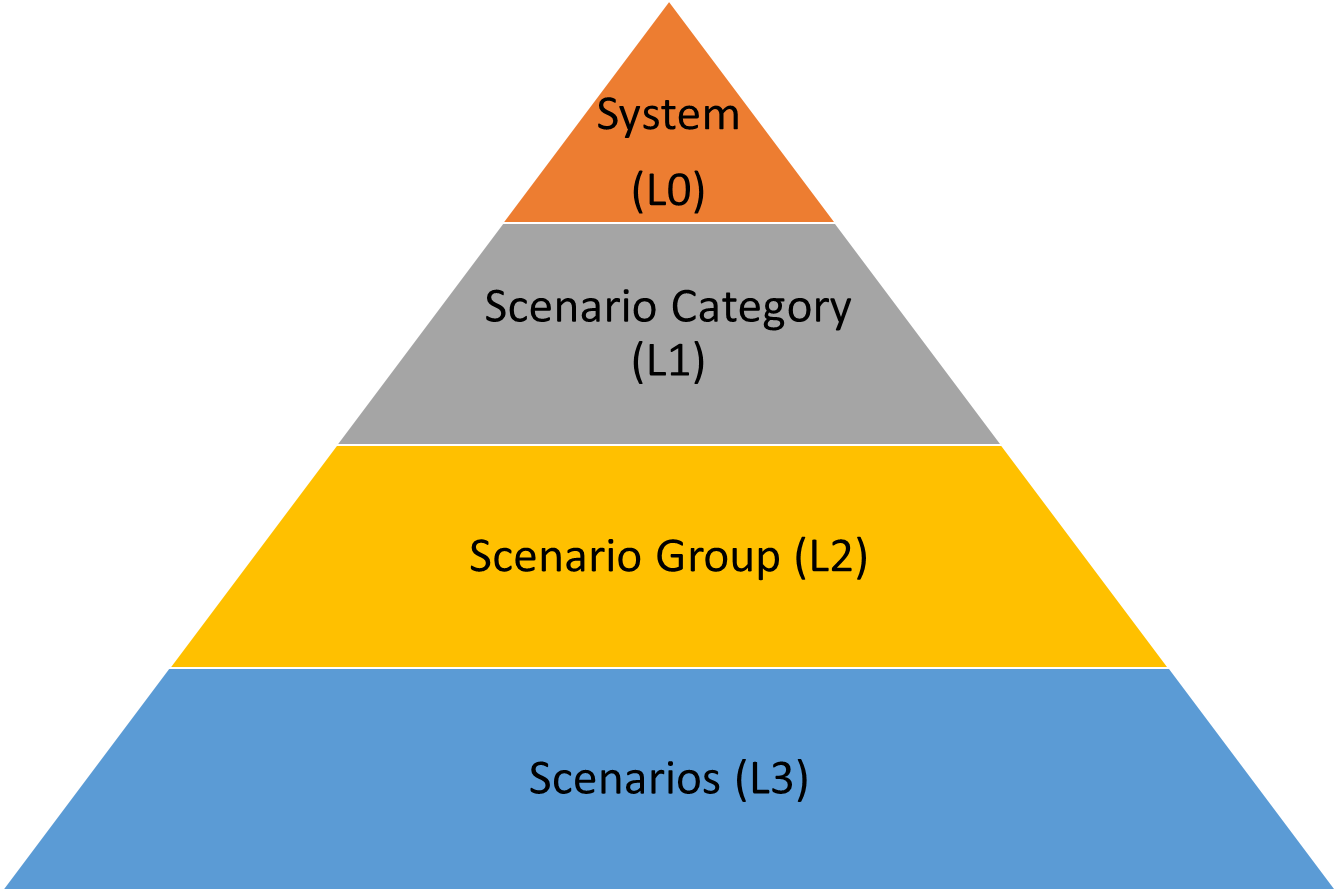 System
(L0)
Scenario Category
(L1)
Scenario Group (L2)
Scenarios (L3)